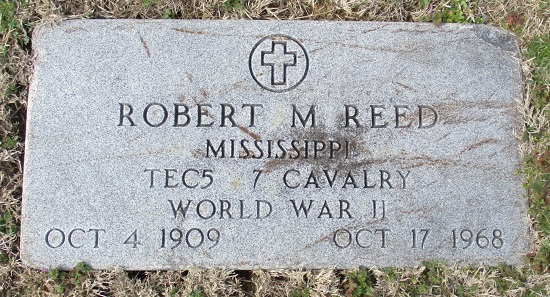 ROBERT M REED
MISSISSIPPI
TEC5 7 CAVALRY
WORLD WAR II
OCT 4 1909 OCT 17 1968